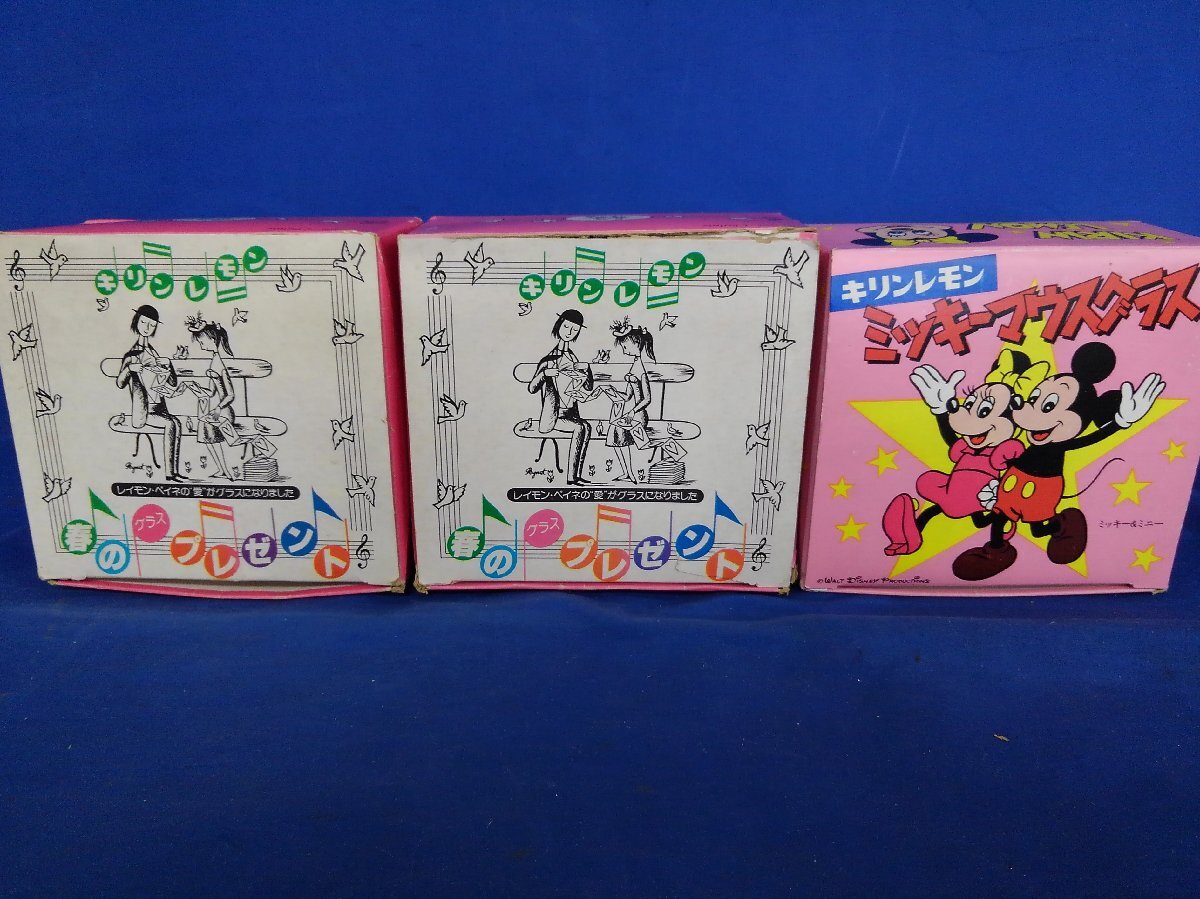 キリンレモン
Peynet
レイモン・ペイネの"愛"がグラスになりました
春のグラスプレゼント
キリンレモン
Peynet
レイモン・ペイネの"愛"がグラスになりました
春のグラスプレゼント
キリンレモン
ミッキーマウスグラス
ミッキー&ミニー
© WALT DISNEY PRODUCTIONS